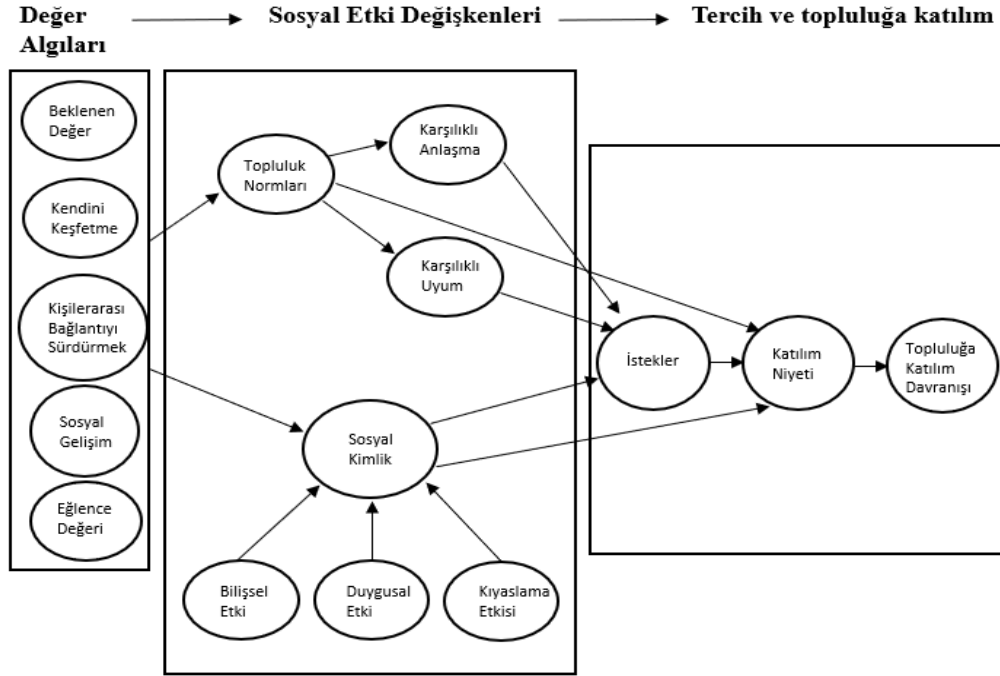 Değer
Algıları
Sosyal Etki Değişkenleri
Tercih ve topluluğa katılım
Beklenen
Değer
Kendini
Keşfetme
Kişilerarası
Bağlantıyı
Sürdürmek
Sosyal
Gelişim
Eğlence
Değeri
Topluluk
Normları
Karşılıklı
Anlaşma
Karşılıklı
Uyum
Sosyal
Kimlik
Bilişsel
Etki
Duygusal
Etki
Kıyaslama
Etkisi
İstekler
Katılım
Niyeti
Topluluğa
Katılım
Davranışı